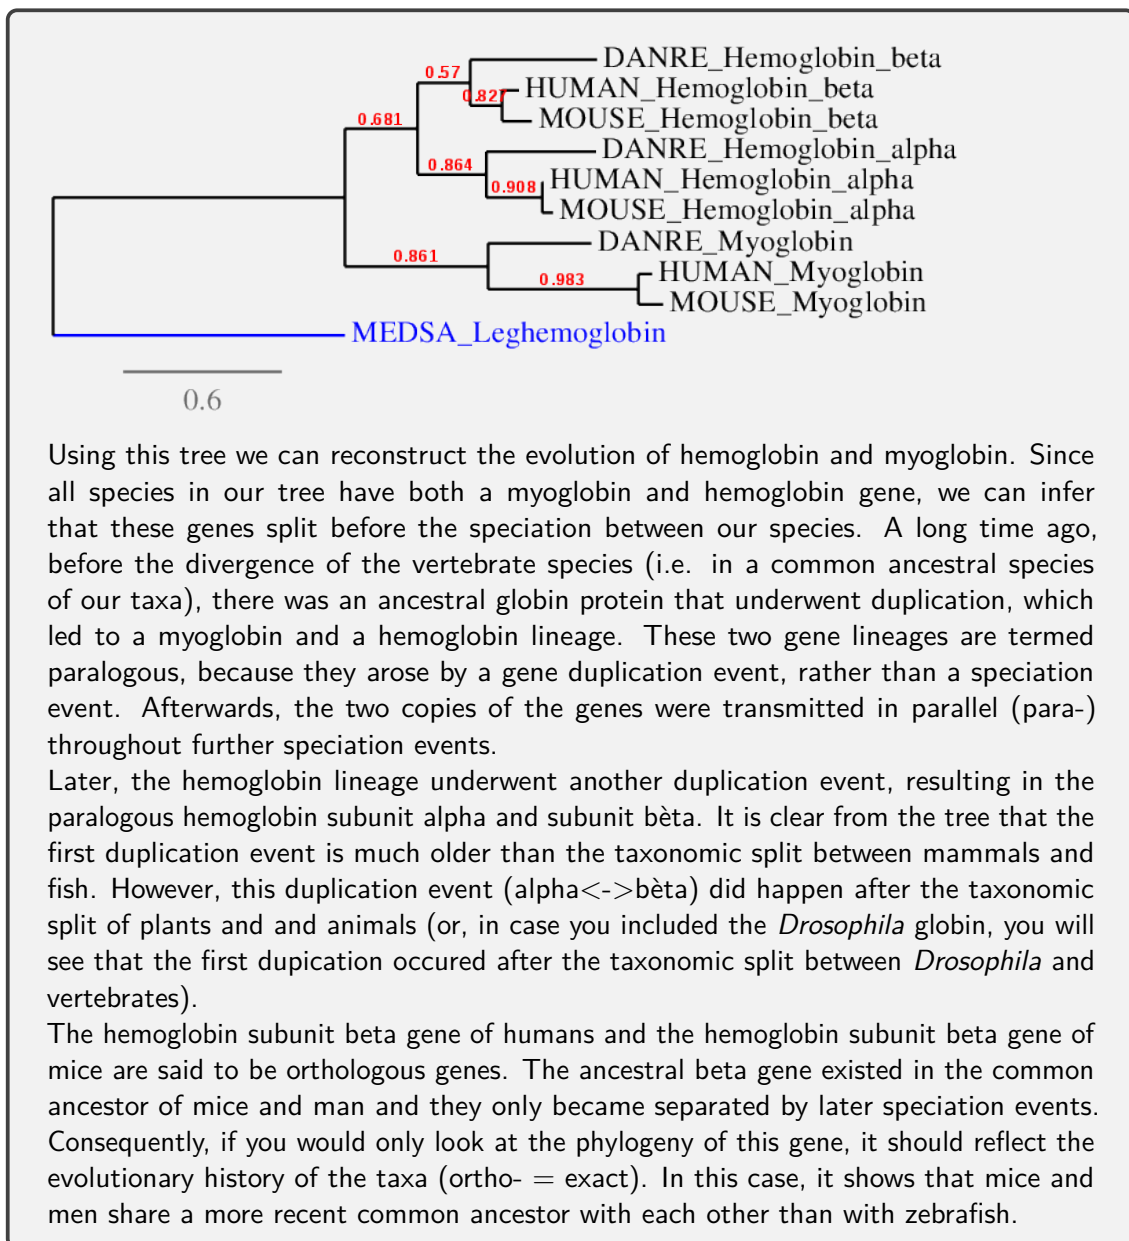 DANRE_Hemoglobin_beta
0.57
HUMAN_Hemoglobin_beta
0.827
MOUSE_Hemoglobin_beta
0.681
DANRE_Hemoglobin_alpha
0.864
HUMAN_Hemoglobin_alpha
0.908
MOUSE_Hemoglobin_alpha
DANRE_Myoglobin
0.861
HUMAN_Myoglobin
0.983
MOUSE_Myoglobin
MEDSA_Leghemoglobin
0.6
Using this tree we can reconstruct the evolution of hemoglobin and myoglobin. Since
all species in our tree have both a myoglobin and hemoglobin gene, we can infer
that these genes split before the speciation between our species. A long time ago,
before the divergence of the vertebrate species (i.e. in a common ancestral species
of our taxa), there was an ancestral globin protein that underwent duplication, which
led to a myoglobin and a hemoglobin lineage. These two gene lineages are termed
paralogous, because they arose by a gene duplication event, rather than a speciation
event. Afterwards, the two copies of the genes were transmitted in parallel (para-)
throughout further speciation events.
Later, the hemoglobin lineage underwent another duplication event, resulting in the
paralogous hemoglobin subunit alpha and subunit bèta. It is clear from the tree that the
first duplication event is much older than the taxonomic split between mammals and
fish. However, this duplication event (alpha<->bèta) did happen after the taxonomic
split of plants and and animals (or, in case you included the Drosophila globin, you will
see that the first dupication occured after the taxonomic split between Drosophila and
vertebrates).
The hemoglobin subunit beta gene of humans and the hemoglobin subunit beta gene of
mice are said to be orthologous genes. The ancestral beta gene existed in the common
ancestor of mice and man and they only became separated by later speciation events.
Consequently, if you would only look at the phylogeny of this gene, it should reflect the
evolutionary history of the taxa (ortho- = exact). In this case, it shows that mice and
men share a more recent common ancestor with each other than with zebrafish.